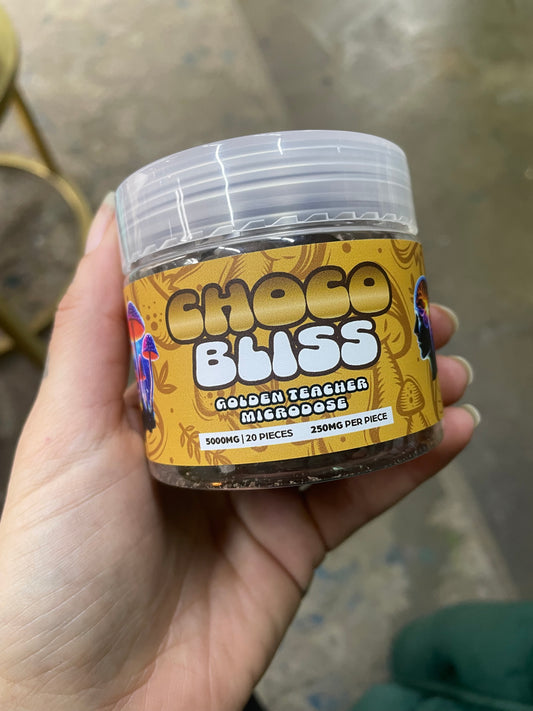 CHOCO
BLISS
GOLDEN TEACHER
MICRODOSE
5000MG | 20 PIECES 250MG PER PIECE